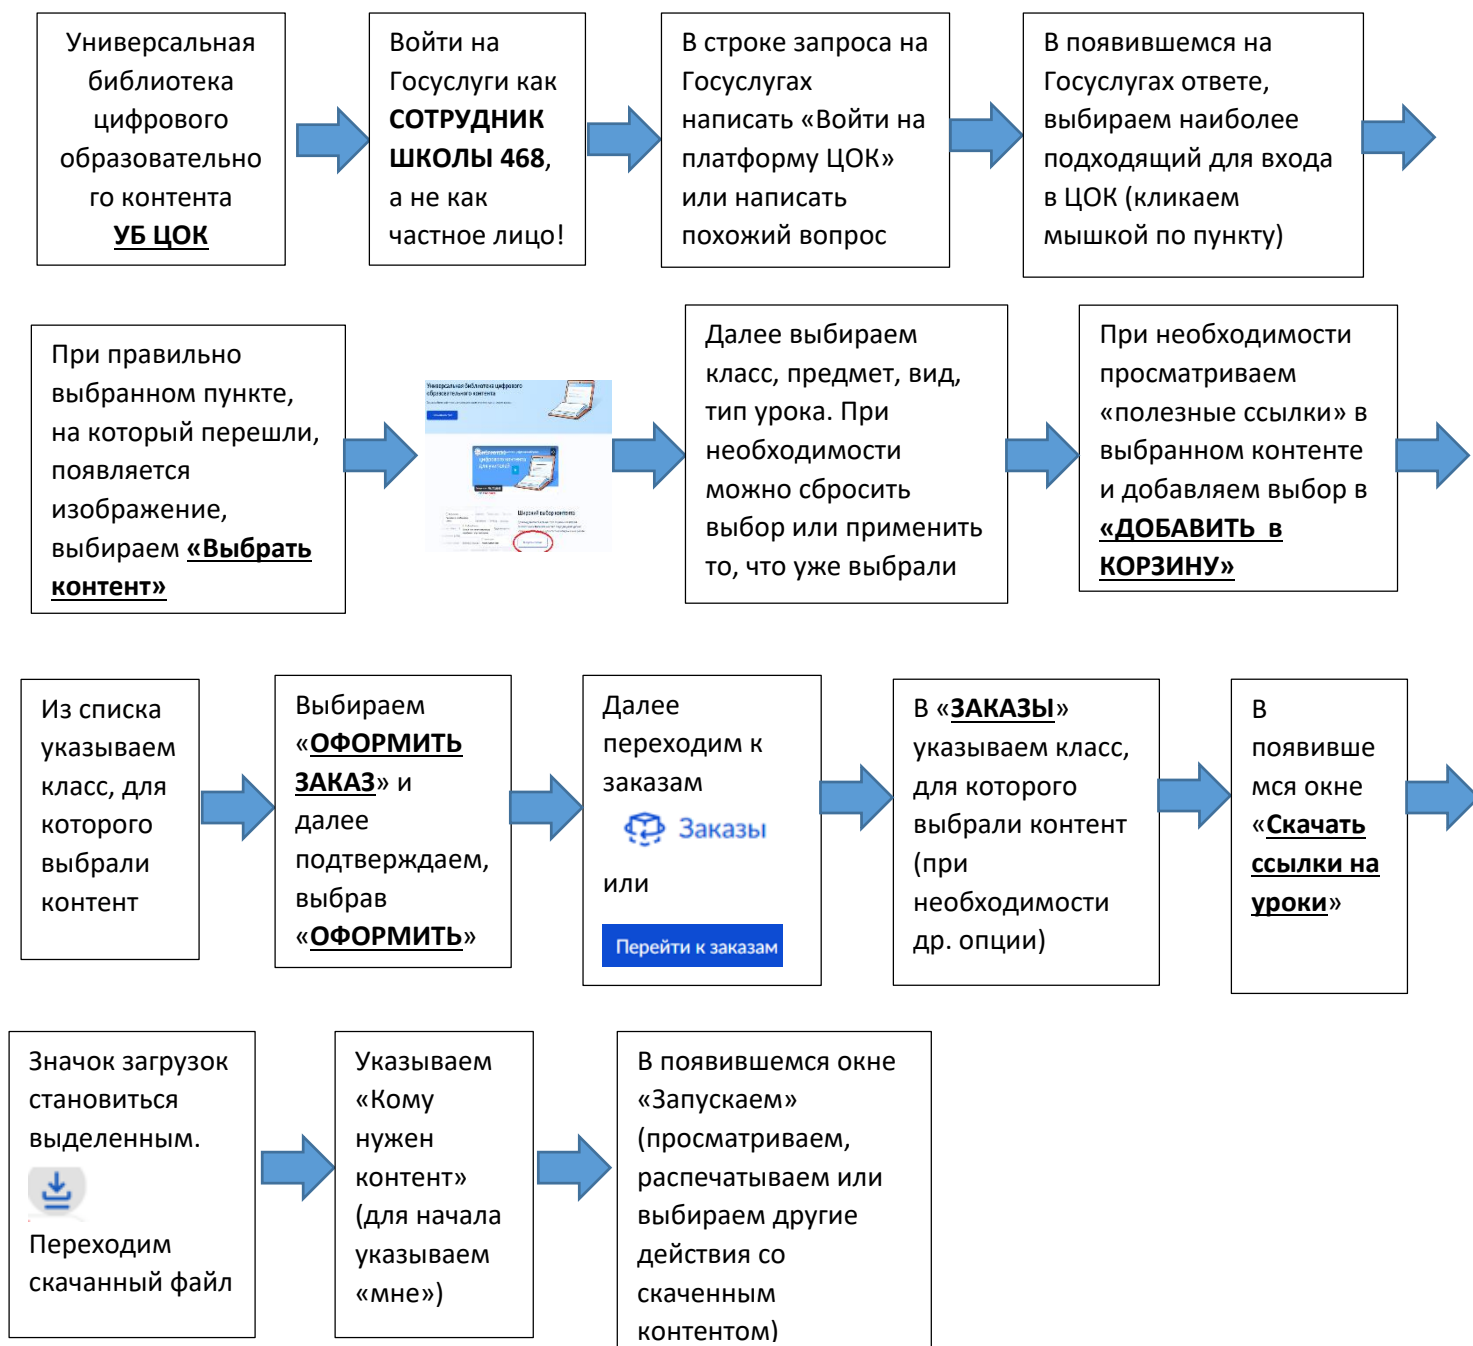 Универсальная
библиотека
цифрового
образовательно
го контента
УБ ЦОК
Войти на
Госуслуги как
СОТРУДНИК
ШКОЛЫ 468,
а не как
частное лицо!
В строке запроса на
Госуслугах
написать «Войти на
платформу ЦОК»
или написать
похожий вопрос
В появившемся на
Госуслугах ответе,
выбираем наиболее
подходящий для входа
в ЦОК (кликаем
мышкой по пункту)
При правильно
выбранном пункте,
на который перешли,
появляется
изображение,
выбираем «Выбрать
контент»
Универсальная библиотека цифрового
образовательного контента
Широкий выбор контента
Далее выбираем
класс, предмет, вид,
тип урока. При
необходимости
можно сбросить
выбор или применить
то, что уже выбрали
При необходимости
просматриваем
«полезные ссылки» в
выбранном контенте
и добавляем выбор в
«ДОБАВИТЬ в
КОРЗИНУ»
Из списка
указываем
класс, для
которого
выбрали
контент
Выбираем
«ОФОРМИТЬ
ЗАКАЗ» и
далее
подтверждаем,
выбрав
«ОФОРМИТЬ»
Далее
переходим к
заказам
Заказы
или
Перейти к заказам
В «ЗАКАЗЫ»
указываем класс,
для которого
выбрали контент
(при
необходимости
др. опции)
В
появивше
мся окне
«Скачать
ссылки на
уроки»
Значок загрузок
становиться
выделенным.
Переходим
скачанный файл
Указываем
«Кому
нужен
контент»
(для начала
указываем
«мне»)
В появившемся окне
«Запускаем»
(просматриваем,
распечатываем или
выбираем другие
действия со
скаченным
контентом)